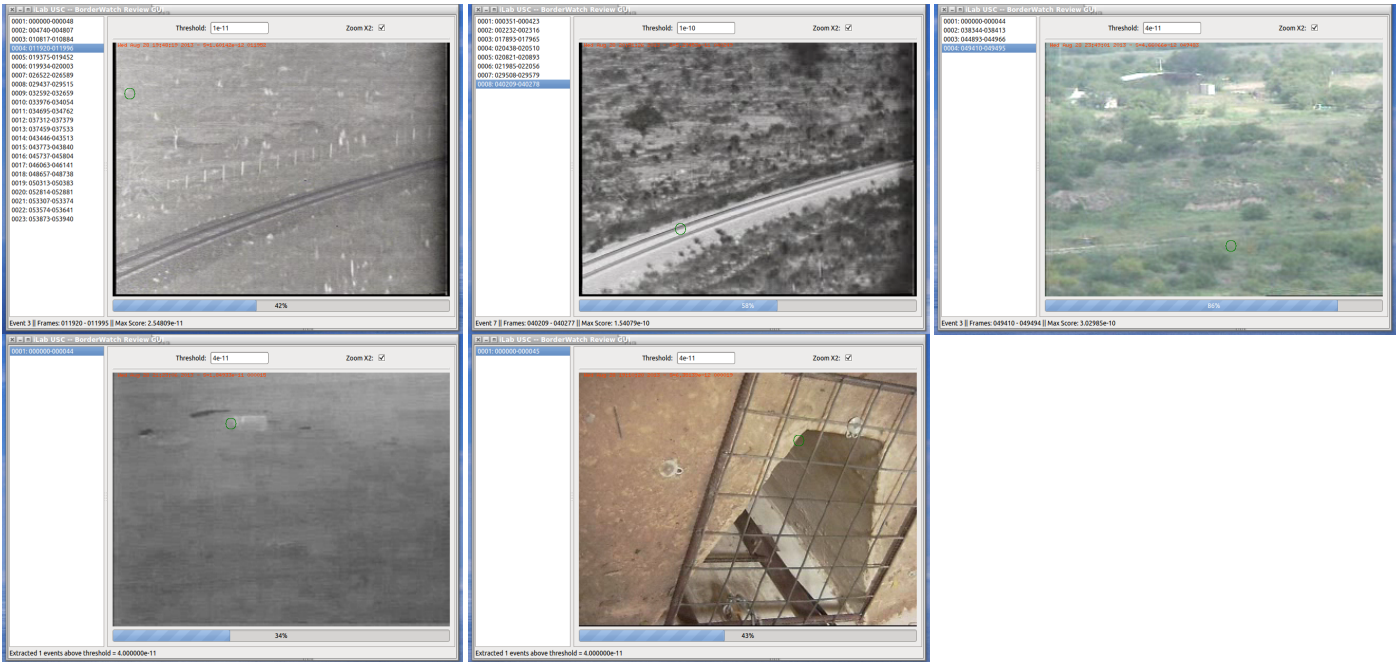 iLab USC -- BorderWatch Review GUI
Threshold: 1e-11 Zoom X2:
0001: 000000-000048
0002: 004740-004807
0003: 010817-010884
0004: 011920-011996
0005: 019375-019452
0006: 019934-020003
0007: 026522-026589
0008: 029437-029515
0009: 032592-032659
0010: 033976-034054
0011: 034695-034762
0012: 037312-037379
0013: 037459-037533
0014: 043446-043513
0015: 043773-043840
0016: 045737-045804
0017: 046063-046141
0018: 048657-048738
0019: 050313-050383
0020: 052814-052881
0021: 053307-053374
0022: 053574-053641
0023: 053873-053940
42%
Event 3 || Frames: 011920 - 011995 || Max Score: 2.54809e-11
iLab USC -- BorderWatch Review GUI
Threshold: 1e-10 Zoom X2:
0001: 000351-000423
0002: 002232-002316
0003: 017893-017965
0004: 020438-020510
0005: 020821-020893
0006: 021985-022056
0007: 029508-029579
0008: 040209-040278
58%
Event 7 || Frames: 040209 - 040277 || Max Score: 1.54079e-10
iLab USC -- BorderWatch Review GUI
Threshold: 4e-11 Zoom X2:
0001: 000000-000044
0002: 038344-038413
0003: 044893-044966
0004: 049410-049495
86%
Event 3 || Frames: 049410 - 049494 || Max Score: 3.02985e-10
iLab USC -- BorderWatch Review GUI
Threshold: 4e-11 Zoom X2:
0001: 000000-000044
34%
Extracted 1 events above threshold = 4.000000e-11
iLab USC -- BorderWatch Review GUI
Threshold: 4e-11 Zoom X2:
0001: 000000-000045
43%
Extracted 1 events above threshold = 4.000000e-11